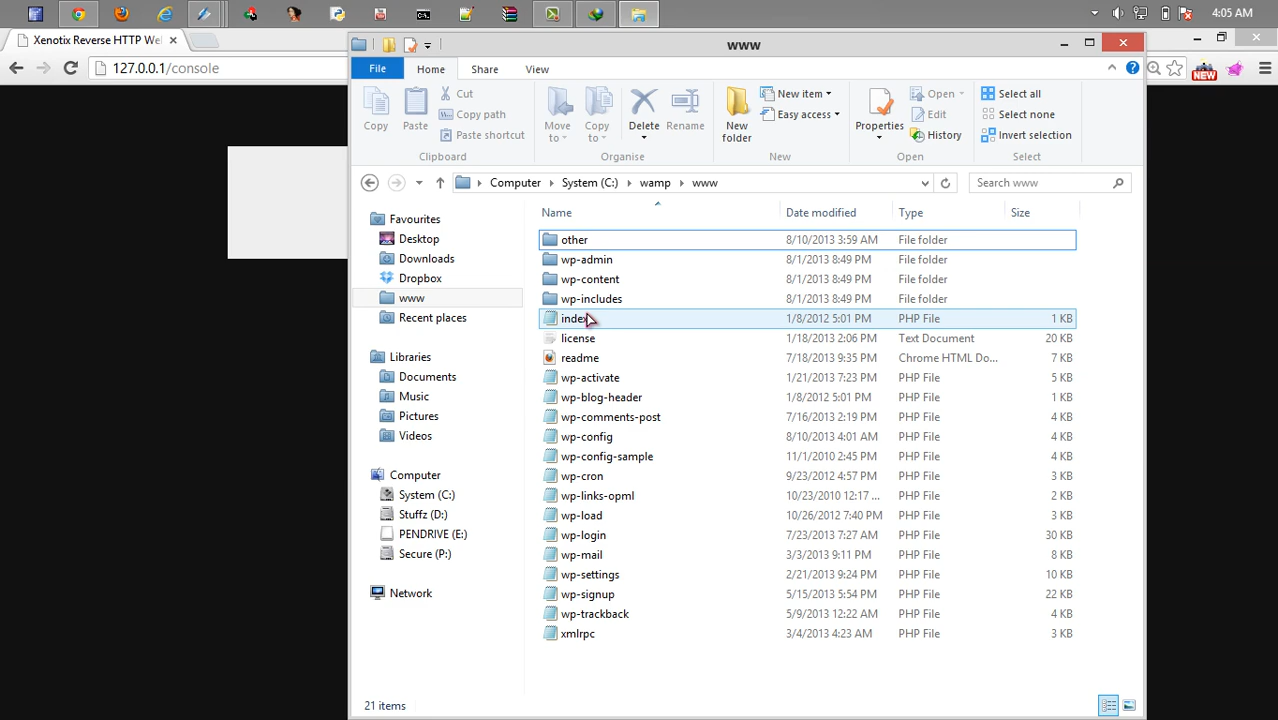 4:05 AM
Xenotix Reverse HTTP We
127.0.0.1/console
NEW
www
File Home Share View
Copy
Paste
Cut
Copy path
Paste shortcut
Clipboard
Move to
Copy to
Delete
Rename
Organise
New folder
New item
Easy access
New
Properties
Open
Edit
History
Open
Select all
Select none
Invert selection
Select
Computer System (C:) wamp www
Search www
Favourites
Desktop
Downloads
Dropbox
www
Recent places
Libraries
Documents
Music
Pictures
Videos
Computer
System (C:)
Stuffz (D:)
PENDRIVE (E:)
Secure (P:)
Network
Name Date modified Type Size
other 8/10/2013 3:59 AM File folder
wp-admin 8/1/2013 8:49 PM File folder
wp-content 8/1/2013 8:49 PM File folder
wp-includes 8/1/2013 8:49 PM File folder
index 1/8/2012 5:01 PM PHP File 1 KB
license 1/18/2013 2:06 PM Text Document 20 KB
readme 7/18/2013 9:35 PM Chrome HTML Do... 7 KB
wp-activate 1/21/2013 7:23 PM PHP File 5 KB
wp-blog-header 1/8/2012 5:01 PM PHP File 1 KB
wp-comments-post 7/16/2013 2:19 PM PHP File 4 KB
wp-config 8/10/2013 4:01 AM PHP File 4 KB
wp-config-sample 11/1/2010 2:45 PM PHP File 4 KB
wp-cron 9/23/2012 4:57 PM PHP File 3 KB
wp-links-opml 10/23/2010 12:17 ... PHP File 2 KB
wp-load 10/26/2012 7:40 PM PHP File 3 KB
wp-login 7/23/2013 7:27 AM PHP File 30 KB
wp-mail 3/3/2013 9:11 PM PHP File 8 KB
wp-settings 2/21/2013 9:24 PM PHP File 10 KB
wp-signup 5/15/2013 5:54 PM PHP File 22 KB
wp-trackback 5/9/2013 12:22 AM PHP File 4 KB
xmlrpc 3/4/2013 4:23 AM PHP File 3 KB
21 items